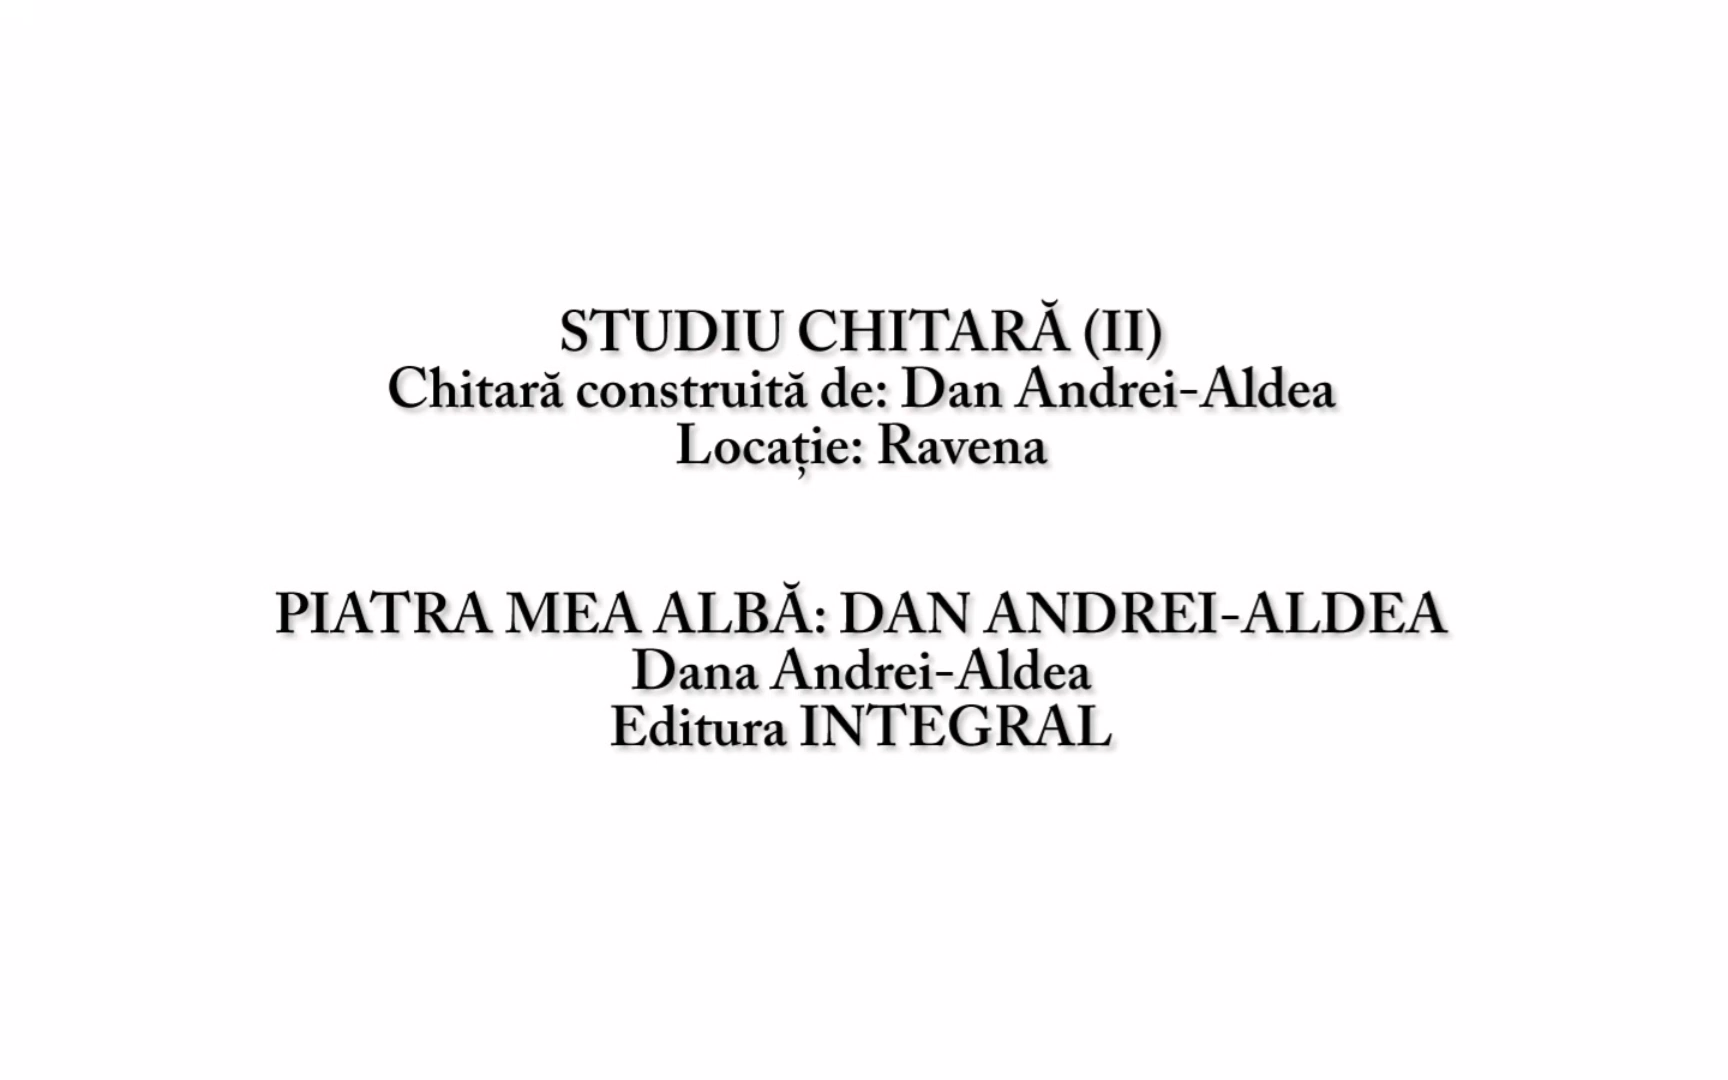 STUDIU CHITARĂ (II)
Chitară construită de: Dan Andrei-Aldea
Locație: Ravena
PIATRA MEA ALBĂ: DAN ANDREI-ALDEA
Dana Andrei-Aldea
Editura INTEGRAL